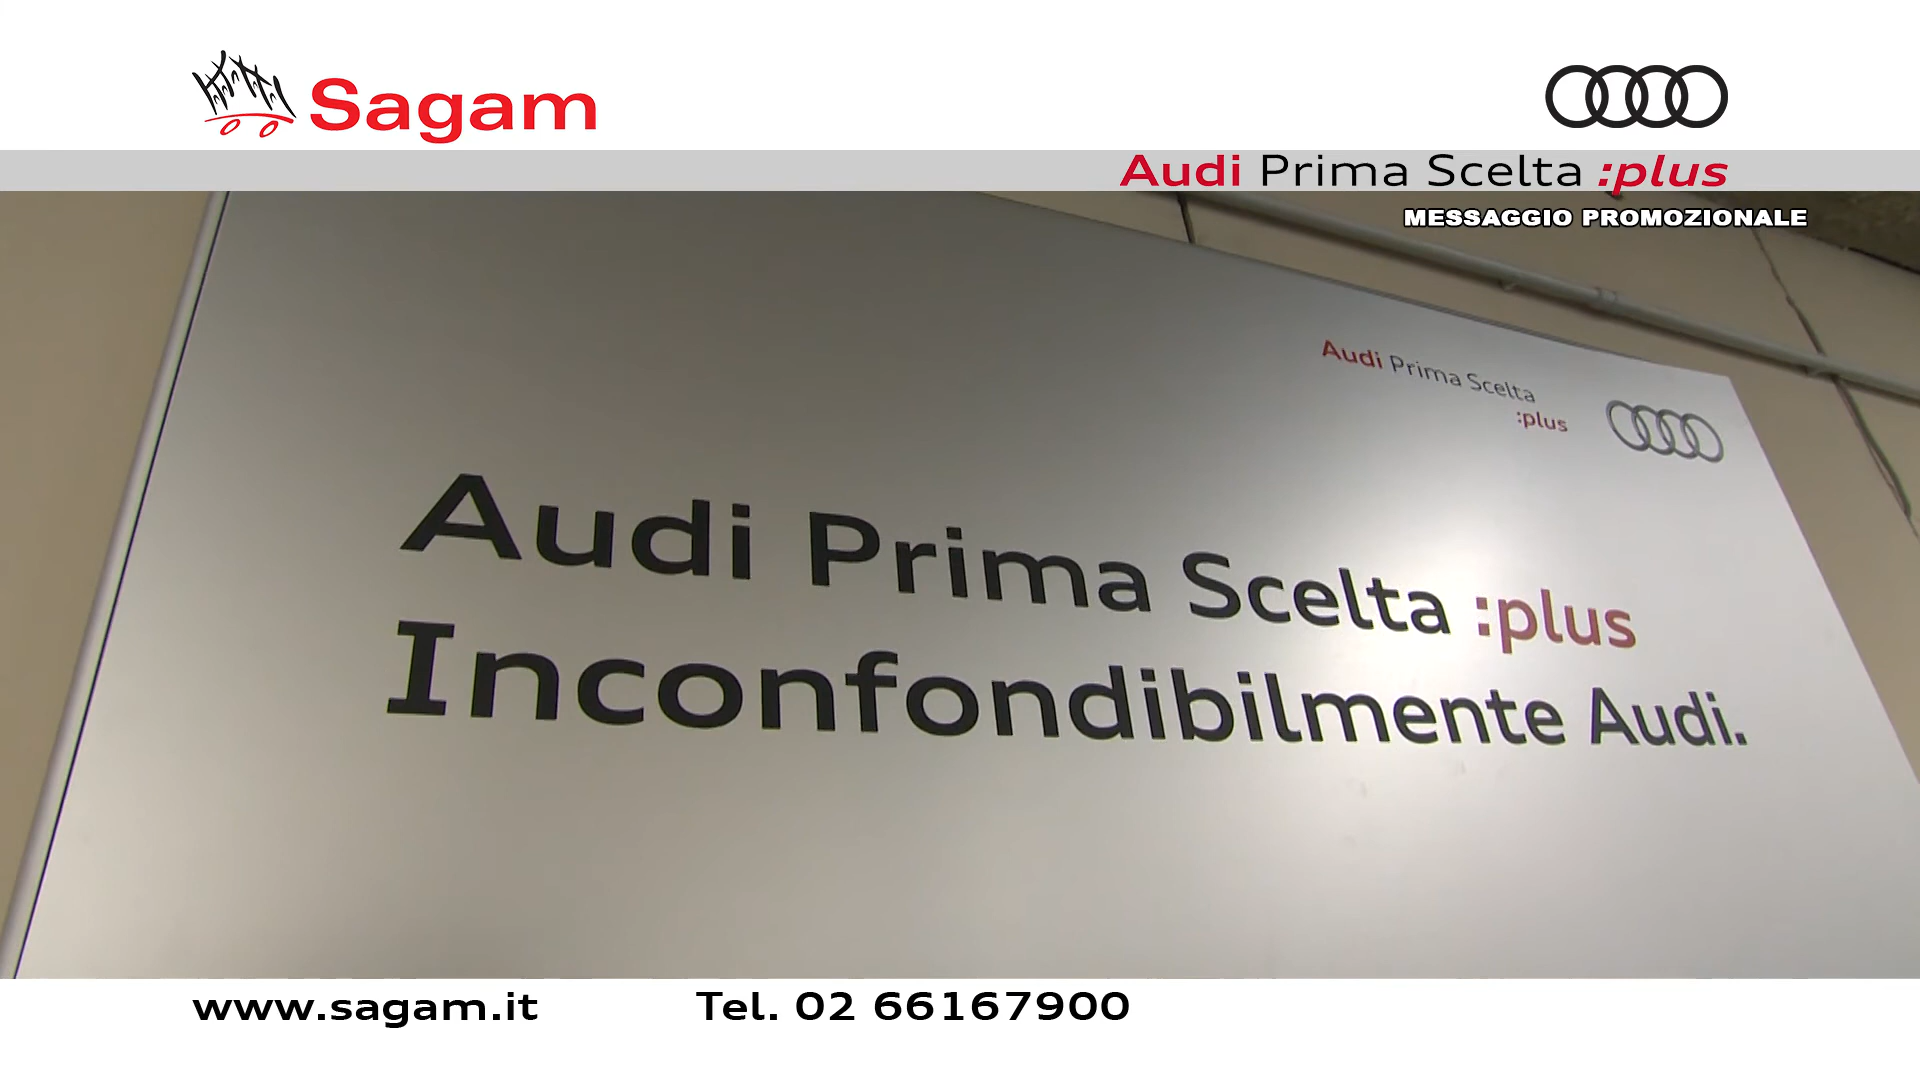 Sagam
Audi Prima Scelta :plus
MESSAGGIO PROMOZIONALE
Audi Prima Scelta
:plus
Audi Prima Scelta :plus
Inconfondibilmente Audi.
www.sagam.it
Tel. 02 66167900